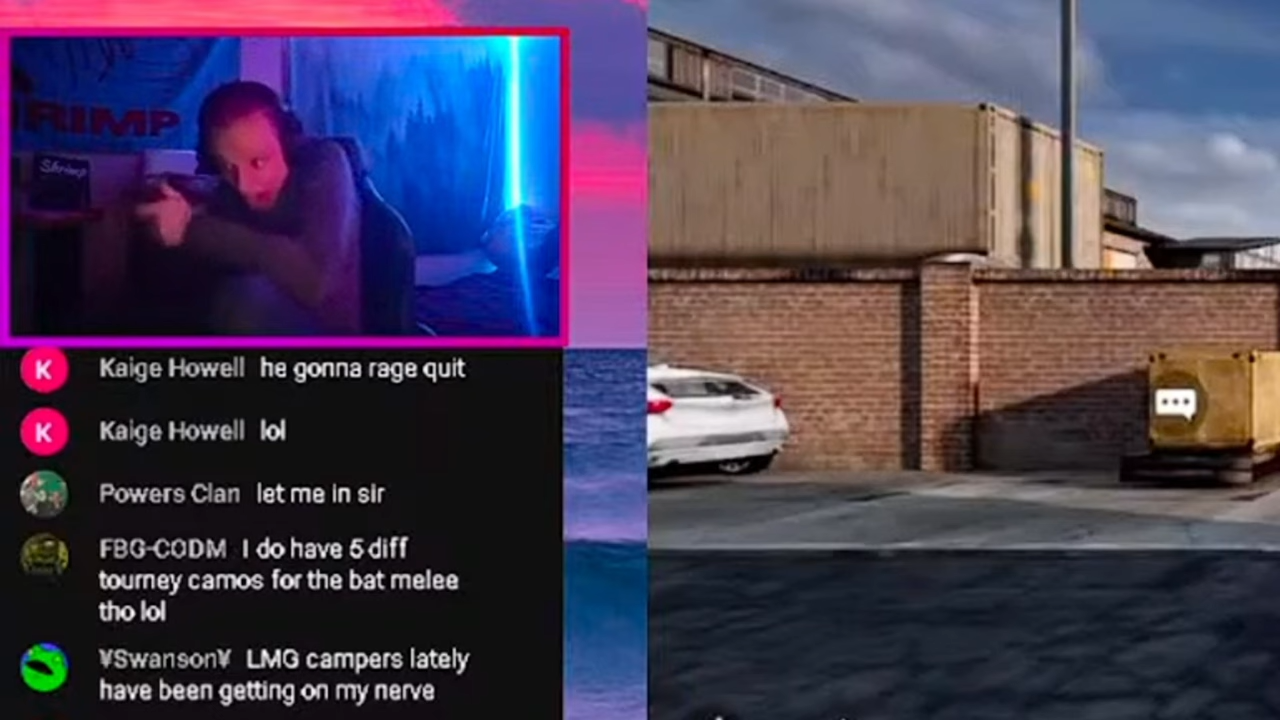 RIMP
Shrimp
K Kaige Howell he gonna rage quit
K Kaige Howell lol
Powers Clan let me in sir
FBG-CODM I do have 5 diff
tourney camos for the bat melee
tho lol
¥Swanson¥ LMG campers lately
have been getting on my nerve